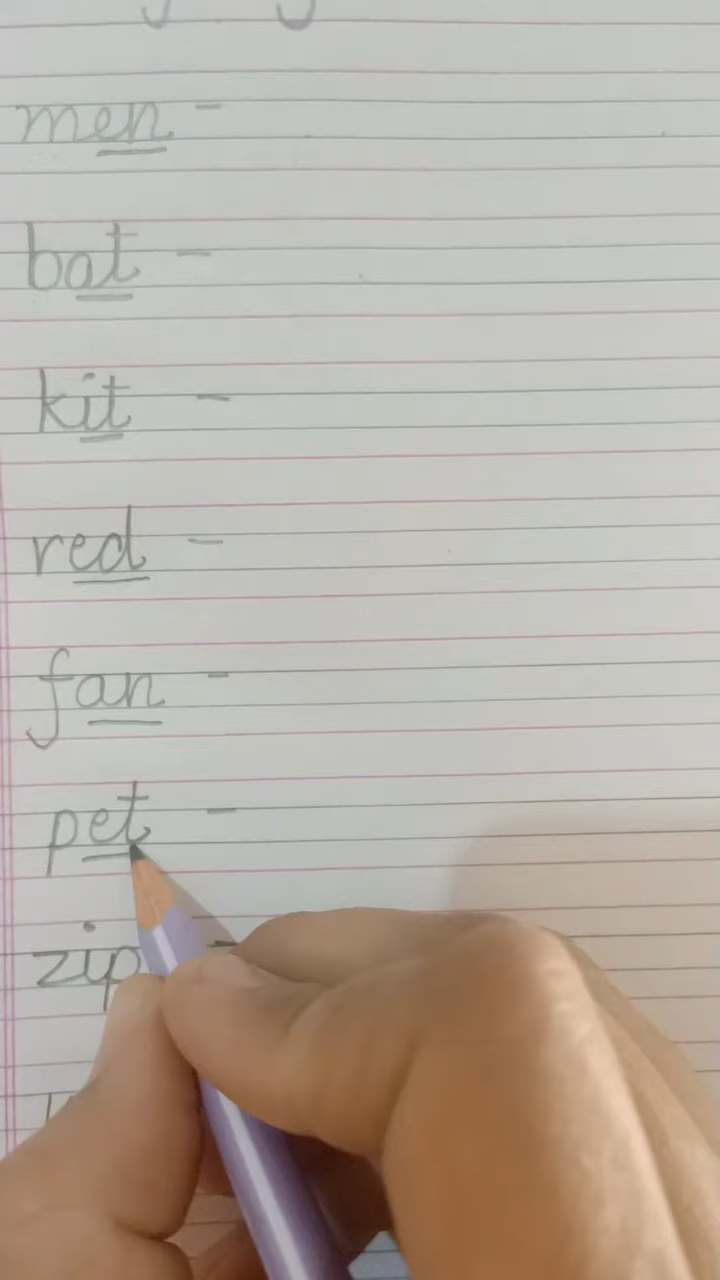 men -
bat -
kit -
red -
fan -
pet -
zip -